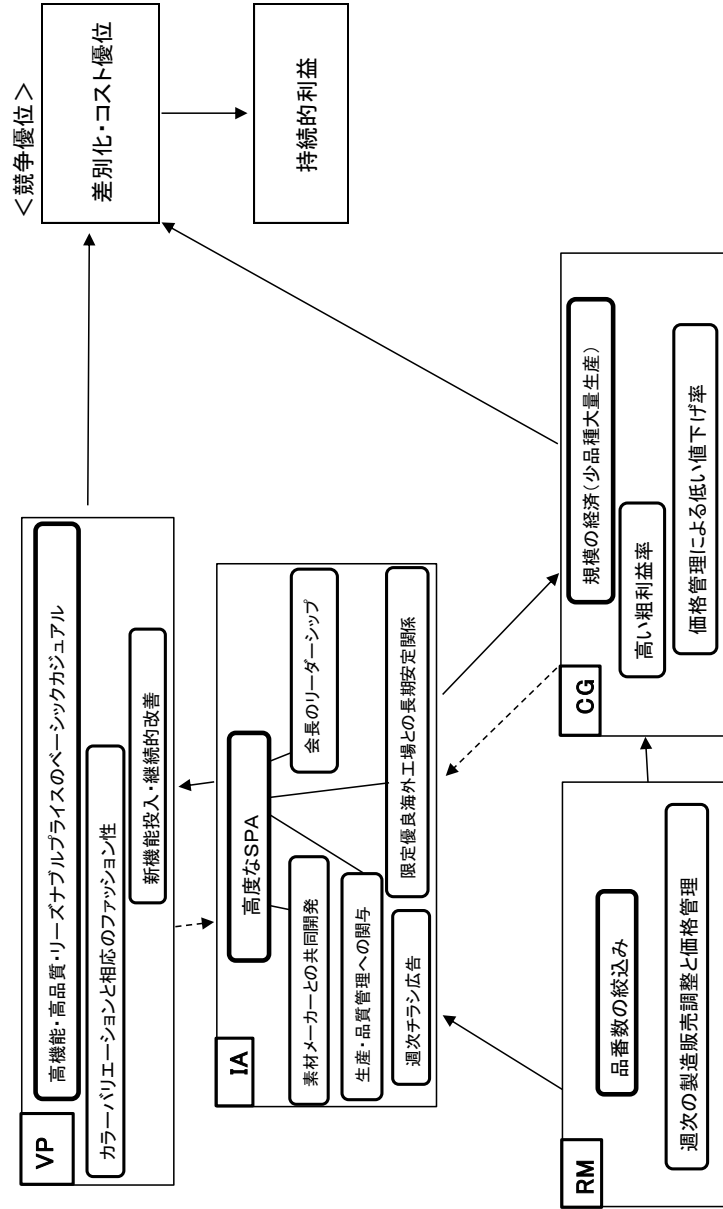 <競争優位>
差別化・コスト優位
持続的利益
VP
高機能・高品質・リーズナブルプライスのベーシックカジュアル
カラーバリエーションと相応のファッション性
新機能投入・継続的改善
IA
高度なSPA
会長のリーダーシップ
素材メーカーとの共同開発
生産・品質管理への関与
限定優良海外工場との長期安定関係
週次チラシ広告
CG
規模の経済(少品種大量生産)
高い粗利益率
価格管理による低い値下げ率
RM
品番数の絞込み
週次の製造販売調整と価格管理